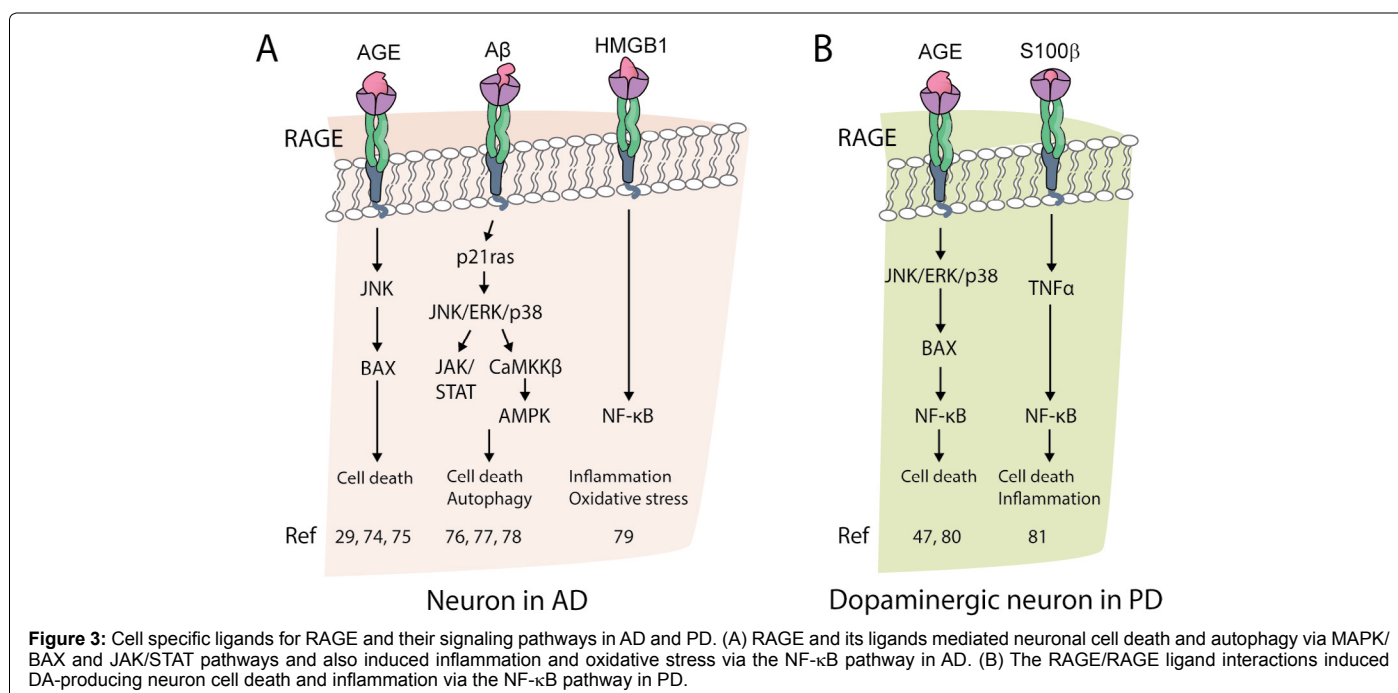 A
AGE
Aβ
HMGB1
RAGE
JNK
BAX
Cell death
p21ras
JNK/ERK/p38
JAK/
STAT
CaMKKβ
AMPK
Cell death
Autophagy
NF-κB
Inflammation
Oxidative stress
Ref
29, 74, 75
76, 77, 78
79
Neuron in AD
B
AGE
S100β
RAGE
JNK/ERK/p38
BAX
NF-κB
Cell death
TNFα
NF-κB
Cell death
Inflammation
Ref
47, 80
81
Dopaminergic neuron in PD
Figure 3: Cell specific ligands for RAGE and their signaling pathways in AD and PD. (A) RAGE and its ligands mediated neuronal cell death and autophagy via MAPK/
BAX and JAK/STAT pathways and also induced inflammation and oxidative stress via the NF-κB pathway in AD. (B) The RAGE/RAGE ligand interactions induced
DA-producing neuron cell death and inflammation via the NF-κB pathway in PD.